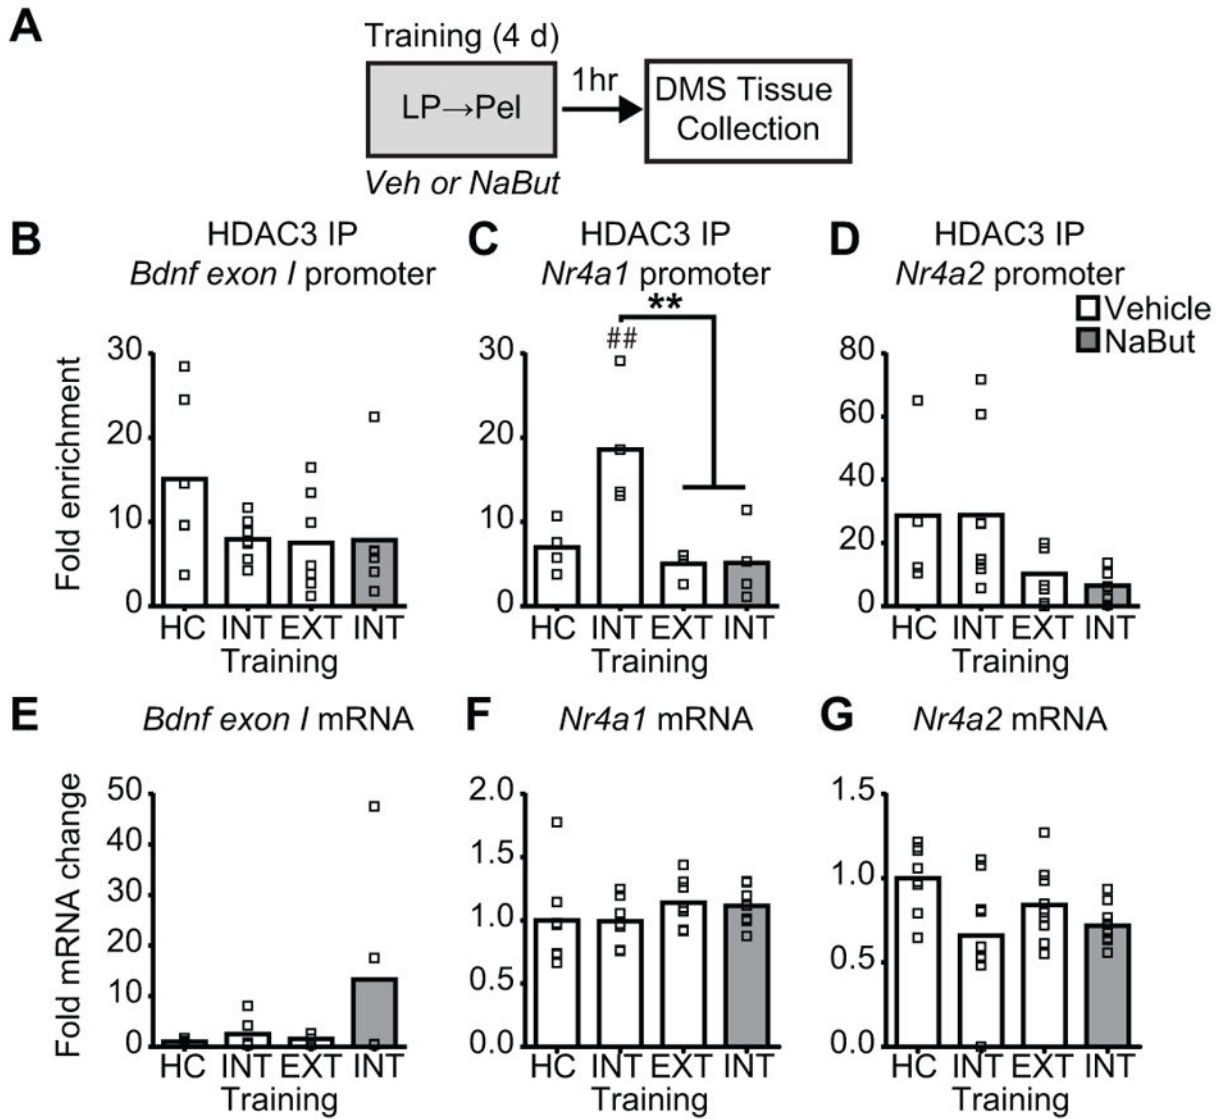 A
Training (4 d)
LP→Pel
1hr
DMS Tissue
Collection
Veh or NaBut
B
HDAC3 IP
Bdnf exon I promoter
C
HDAC3 IP
Nr4a1 promoter
D
HDAC3 IP
Nr4a2 promoter
Vehicle
NaBut
**
##
Fold enrichment
30
20
10
0
HC INT EXT INT
Training
30
20
10
0
HC INT EXT INT
Training
80
60
40
20
0
HC INT EXT INT
Training
E
Bdnf exon I mRNA
F
Nr4a1 mRNA
G
Nr4a2 mRNA
Fold mRNA change
50
40
30
20
10
0
HC INT EXT INT
Training
2.0
1.5
1.0
0.5
0.0
HC INT EXT INT
Training
1.5
1.0
0.5
0.0
HC INT EXT INT
Training